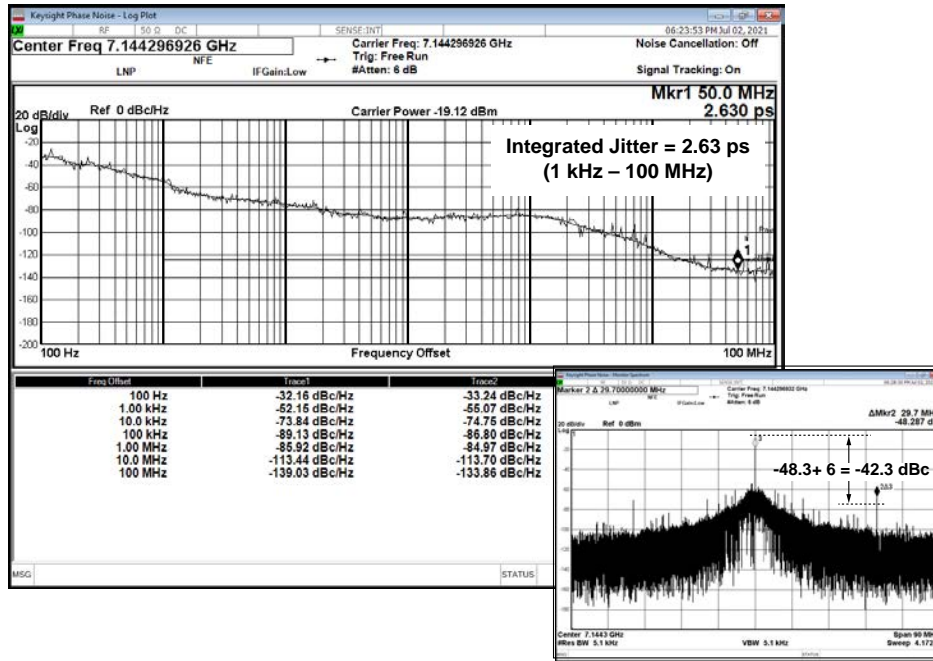 Keysight Phase Noise - Log Plot
RF 50 Ω DC SENSE:INT 06:23:53 PM Jul 02, 2021
Center Freq 7.144296926 GHz Carrier Freq: 7.144296926 GHz Noise Cancellation: Off
NFE Trig: Free Run
LNP IFGain:Low #Atten: 6 dB Signal Tracking: On
Mkr1 50.0 MHz
20 dB/div Ref 0 dBc/Hz Carrier Power -19.12 dBm 2.630 ps
Log
-20
-40
-60
-80
-100
-120
-140
-160
-180
-200
Integrated Jitter = 2.63 ps
(1 kHz – 100 MHz)
1
100 Hz Frequency Offset 100 MHz
Freq Offset Trace1 Trace2
100 Hz -32.16 dBc/Hz -33.24 dBc/Hz
1.00 kHz -52.15 dBc/Hz -55.07 dBc/Hz
10.0 kHz -73.84 dBc/Hz -74.75 dBc/Hz
100 kHz -89.13 dBc/Hz -86.80 dBc/Hz
1.00 MHz -85.92 dBc/Hz -84.97 dBc/Hz
10.0 MHz -113.44 dBc/Hz -113.70 dBc/Hz
100 MHz -139.03 dBc/Hz -133.86 dBc/Hz
MSG STATUS
Keysight Phase Noise - Monitor Spectrum
Marker 2 Δ 29.70000000 MHz
Trig: Free Run
#Atten: 6 dB
ΔMkr2 29.7 MH
20 dB/div Ref 0 dBm -48.287 d
Log
-48.3+ 6 = -42.3 dBc
Center 7.1443 GHz Span 90 MH
#Res BW 5.1 kHz VBW 5.1 kHz Sweep 4.172